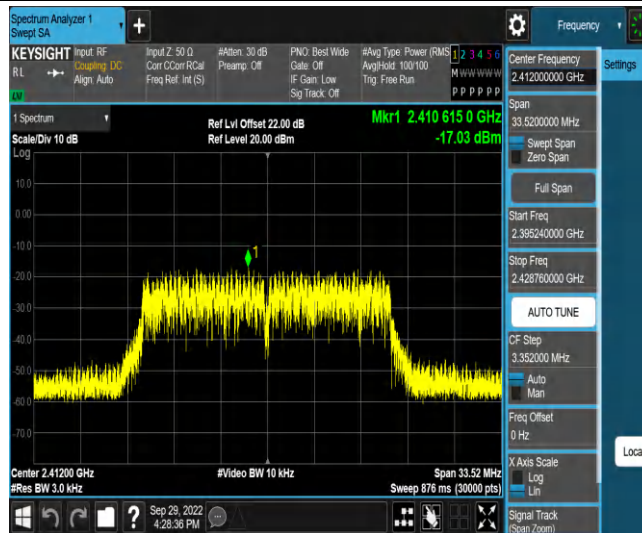 Spectrum Analyzer 1
Swept SA
+
Frequency
KEYSIGHT
Input: RF
Coupling: DC
Align: Auto
Input Z: 50 Ω
Corr CCorr RCal
Freq Ref: Int (S)
#Atten: 30 dB
Preamp: Off
PNO: Best Wide
Gate: Off
IF Gain: Low
Sig Track: Off
#Avg Type: Power (RMS
Avg|Hold: 100/100
Trig: Free Run
1 2 3 4 5 6
M W W W W W
P P P P P P
R L
LV
Center Frequency
2.412000000 GHz
Settings
Span
33.5200000 MHz
Swept Span
Zero Span
Full Span
Start Freq
2.395240000 GHz
Stop Freq
2.428760000 GHz
AUTO TUNE
CF Step
3.352000 MHz
Auto
Man
Freq Offset
0 Hz
X Axis Scale
Log
Lin
Signal Track
(Span Zoom)
Loca
1 Spectrum
Scale/Div 10 dB
Log
Ref Lvl Offset 22.00 dB
Ref Level 20.00 dBm
Mkr1 2.410 615 0 GHz
-17.03 dBm
10.0
0.00
-10.0
-20.0
-30.0
-40.0
-50.0
-60.0
-70.0
1
Center 2.41200 GHz
#Res BW 3.0 kHz
#Video BW 10 kHz
Span 33.52 MHz
Sweep 876 ms (30000 pts)
?
Sep 29, 2022
4:28:36 PM